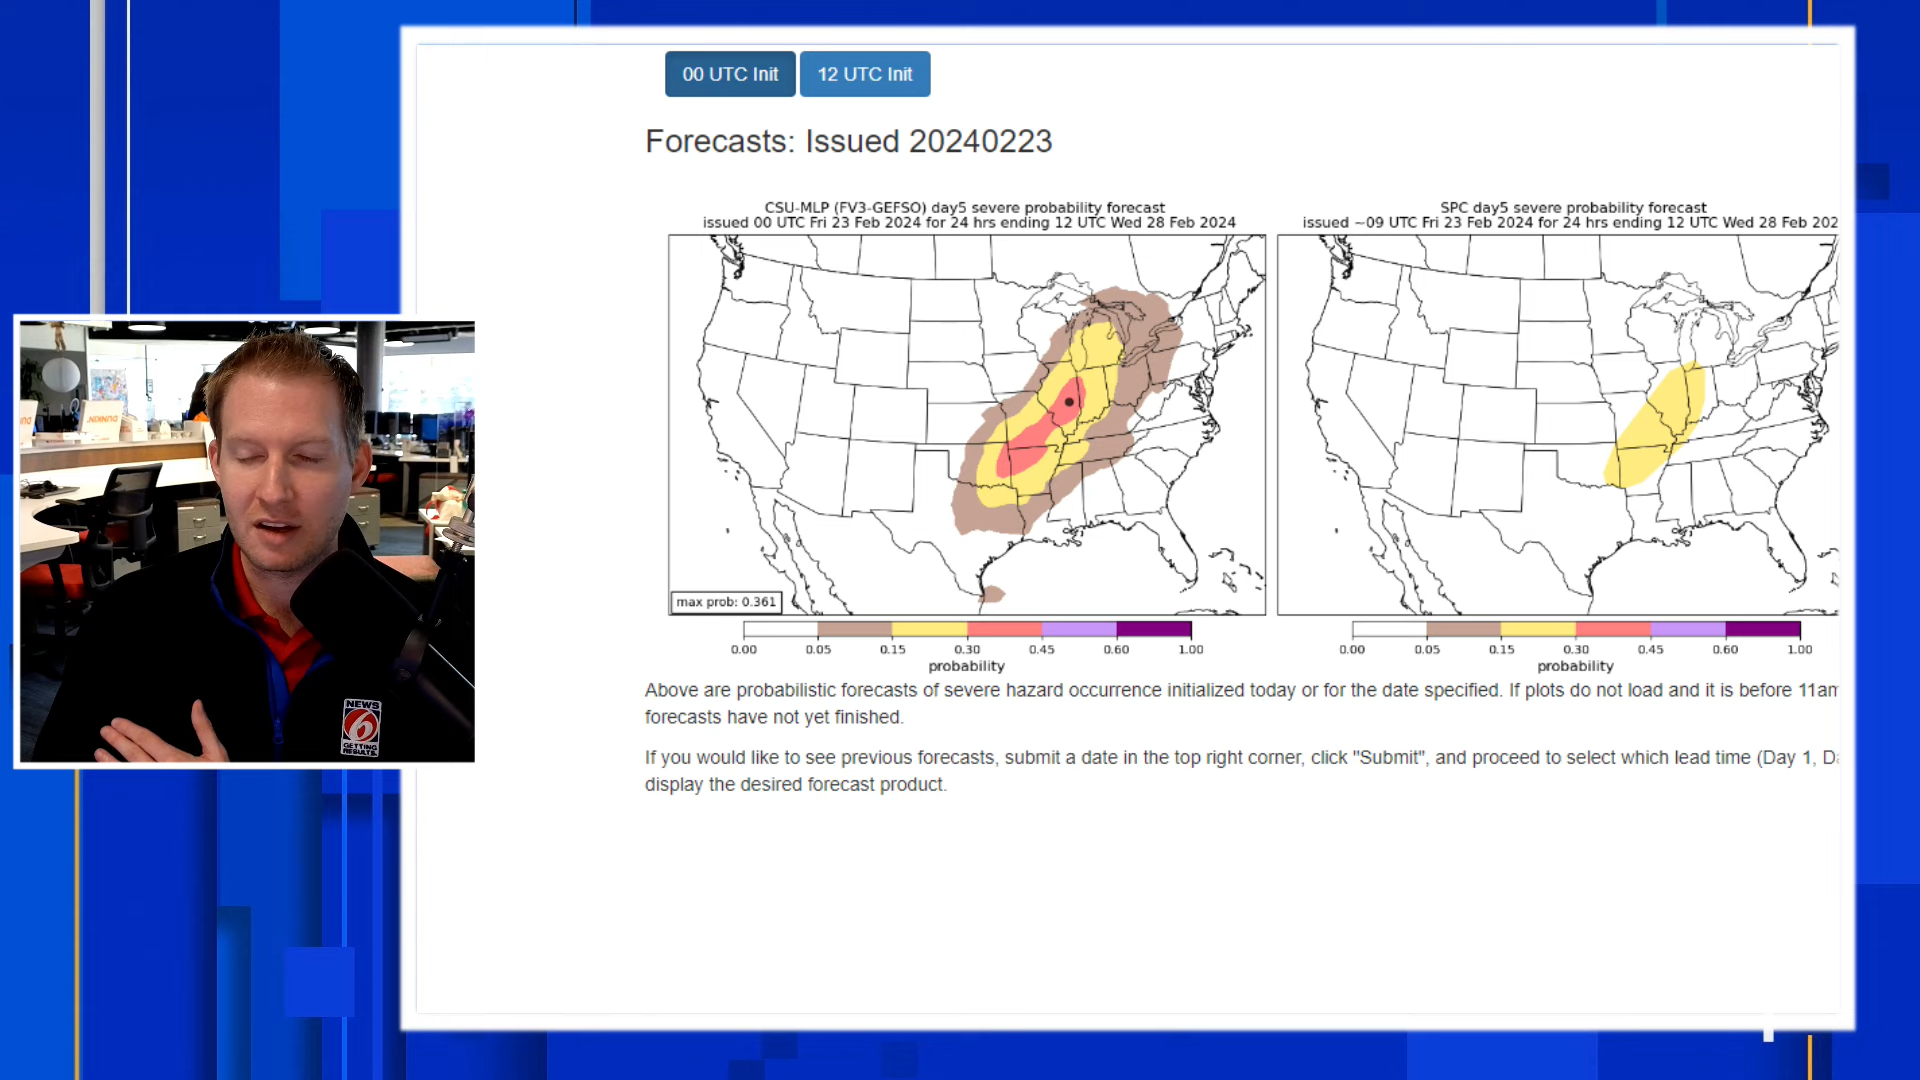 00 UTC Init 12 UTC Init
Forecasts: Issued 20240223
CSU-MLP (FV3-GEFSO) day5 severe probability forecast
issued 00 UTC Fri 23 Feb 2024 for 24 hrs ending 12 UTC Wed 28 Feb 2024
SPC day5 severe probability forecast
issued ~09 UTC Fri 23 Feb 2024 for 24 hrs ending 12 UTC Wed 28 Feb 202
max prob: 0.361
0.00 0.05 0.15 0.30 0.45 0.60 1.00
probability
0.00 0.05 0.15 0.30 0.45 0.60 1.00
probability
Above are probabilistic forecasts of severe hazard occurrence initialized today or for the date specified. If plots do not load and it is before 11am
forecasts have not yet finished.
If you would like to see previous forecasts, submit a date in the top right corner, click "Submit", and proceed to select which lead time (Day 1,
display the desired forecast product.
DUNKIN'
NEWS
6
GETTING
RESULTS